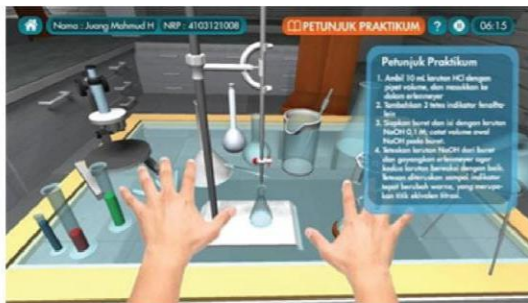 Nama : Juang Mahmud H
NRP : 4103121008
PETUNJUK PRAKTIKUM
?
06:15
Petunjuk Praktikum
1. Ambil 10 mL larutan HCl dengan
pipet volume, dan masukkan ke
dalam erlenmeyer
2. Tambahkan 2 tetes indikator fenolfta-
lein
3. Siapkan buret dan isi dengan larutan
NaOH 0,1 M; catat volume awal
NaOH pada buret.
4. Teteskan larutan NaOH dari buret
dan goyangkan erlenmeyer agar
kedua larutan bereaksi dengan baik.
Tetesan diteruskan sampai indikator
tepat berubah warna, yang merupa-
kan titik ekivalen titrasi.